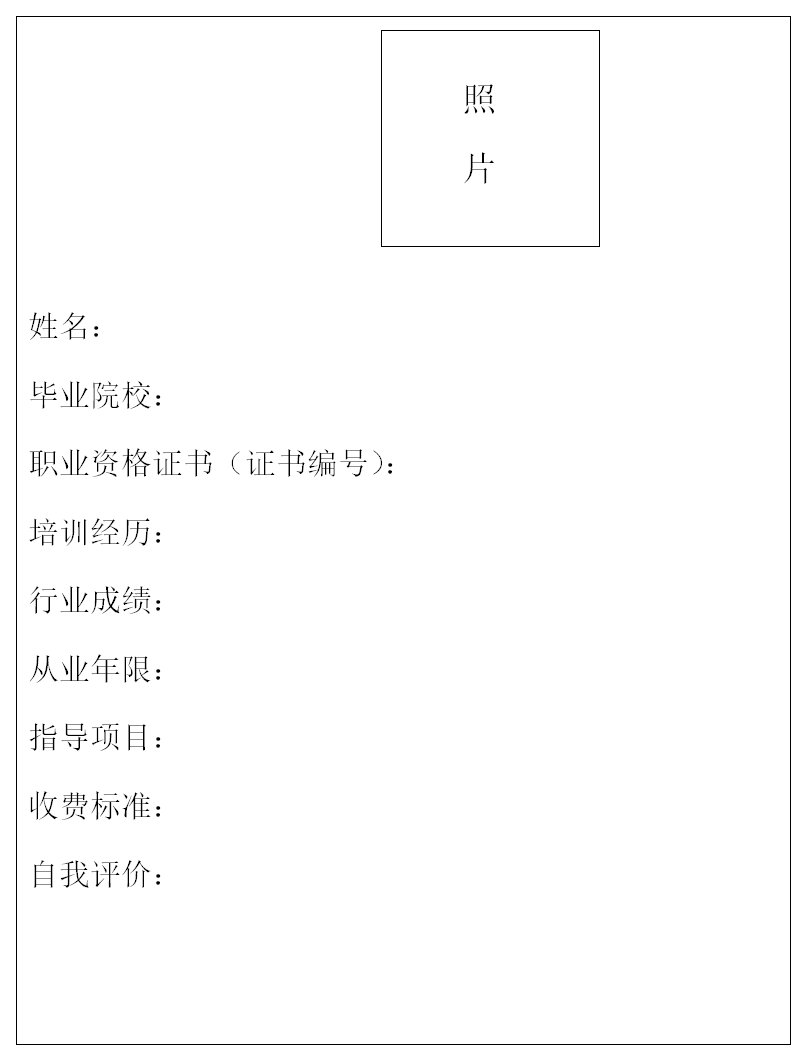 照
片
姓名：
毕业院校：
职业资格证书（证书编号）：
培训经历：
行业成绩：
从业年限：
指导项目：
收费标准：
自我评价：